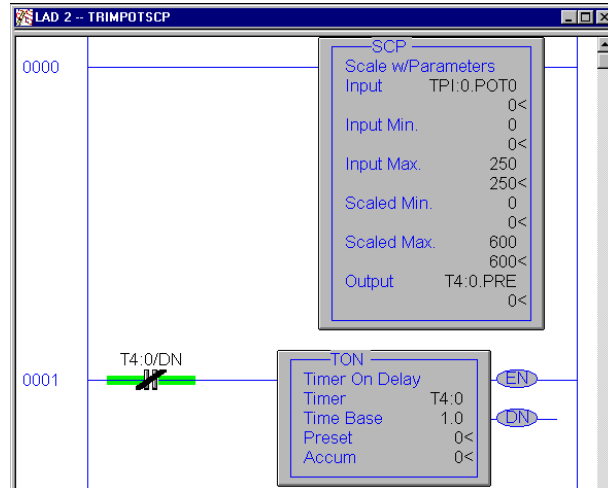 LAD 2 -- TRIMPOTSCP
SCP
0000
Scale w/Parameters
Input TPI:0.POT0
0<
Input Min. 0
0<
Input Max. 250
250<
Scaled Min. 0
0<
Scaled Max. 600
600<
Output T4:0.PRE
0<
T4:0/DN
TON
0001
Timer On Delay
EN
Timer T4:0
Time Base 1.0
DN
Preset 0<
Accum 0<